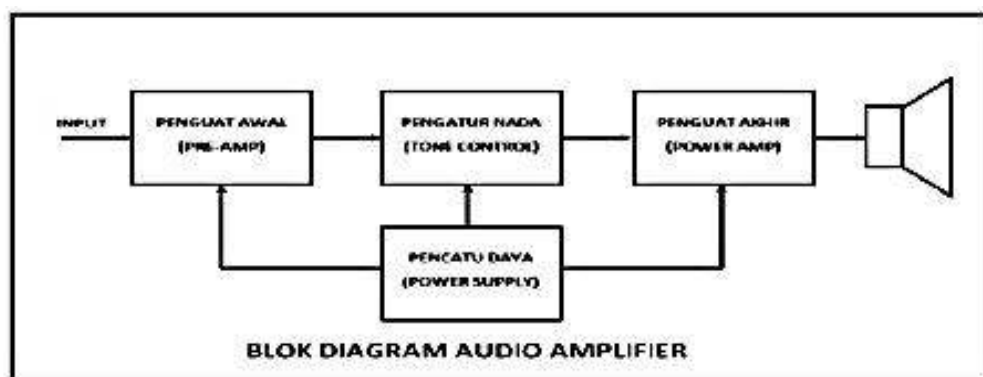 INPUT
PENGUAT AWAL
(PRE-AMP)
PENGATUR NADA
(TONE CONTROL)
PENGUAT AKHIR
(POWER AMP)
PENCATU DAYA
(POWER SUPPLY)
BLOK DIAGRAM AUDIO AMPLIFIER